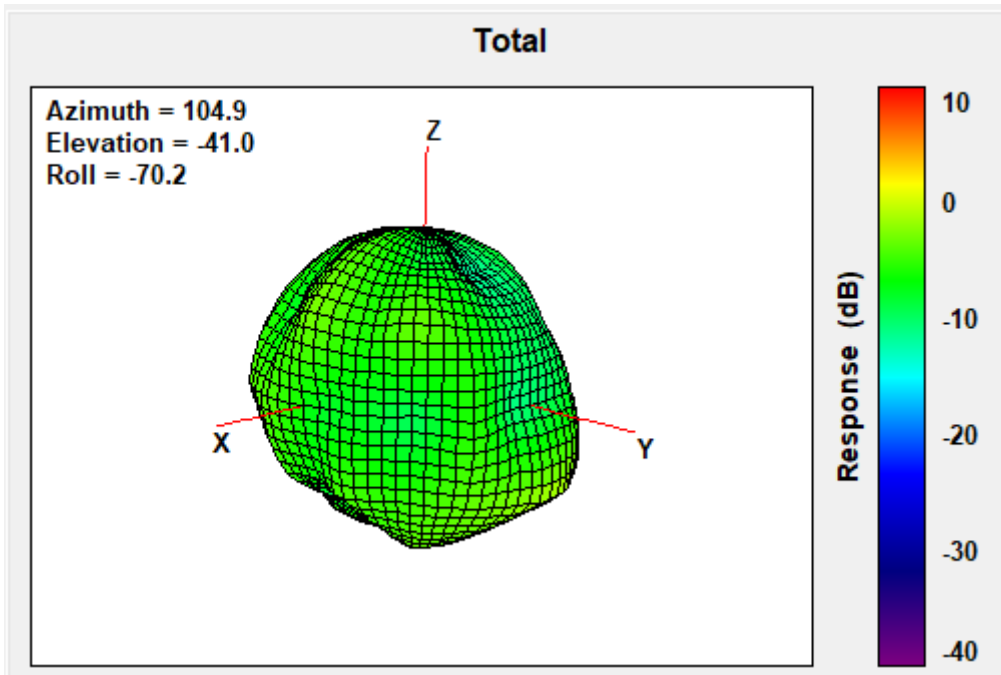 Total
Azimuth = 104.9
Elevation = -41.0
Roll = -70.2
Z
X
Y
10
0
-10
-20
-30
-40
Response (dB)